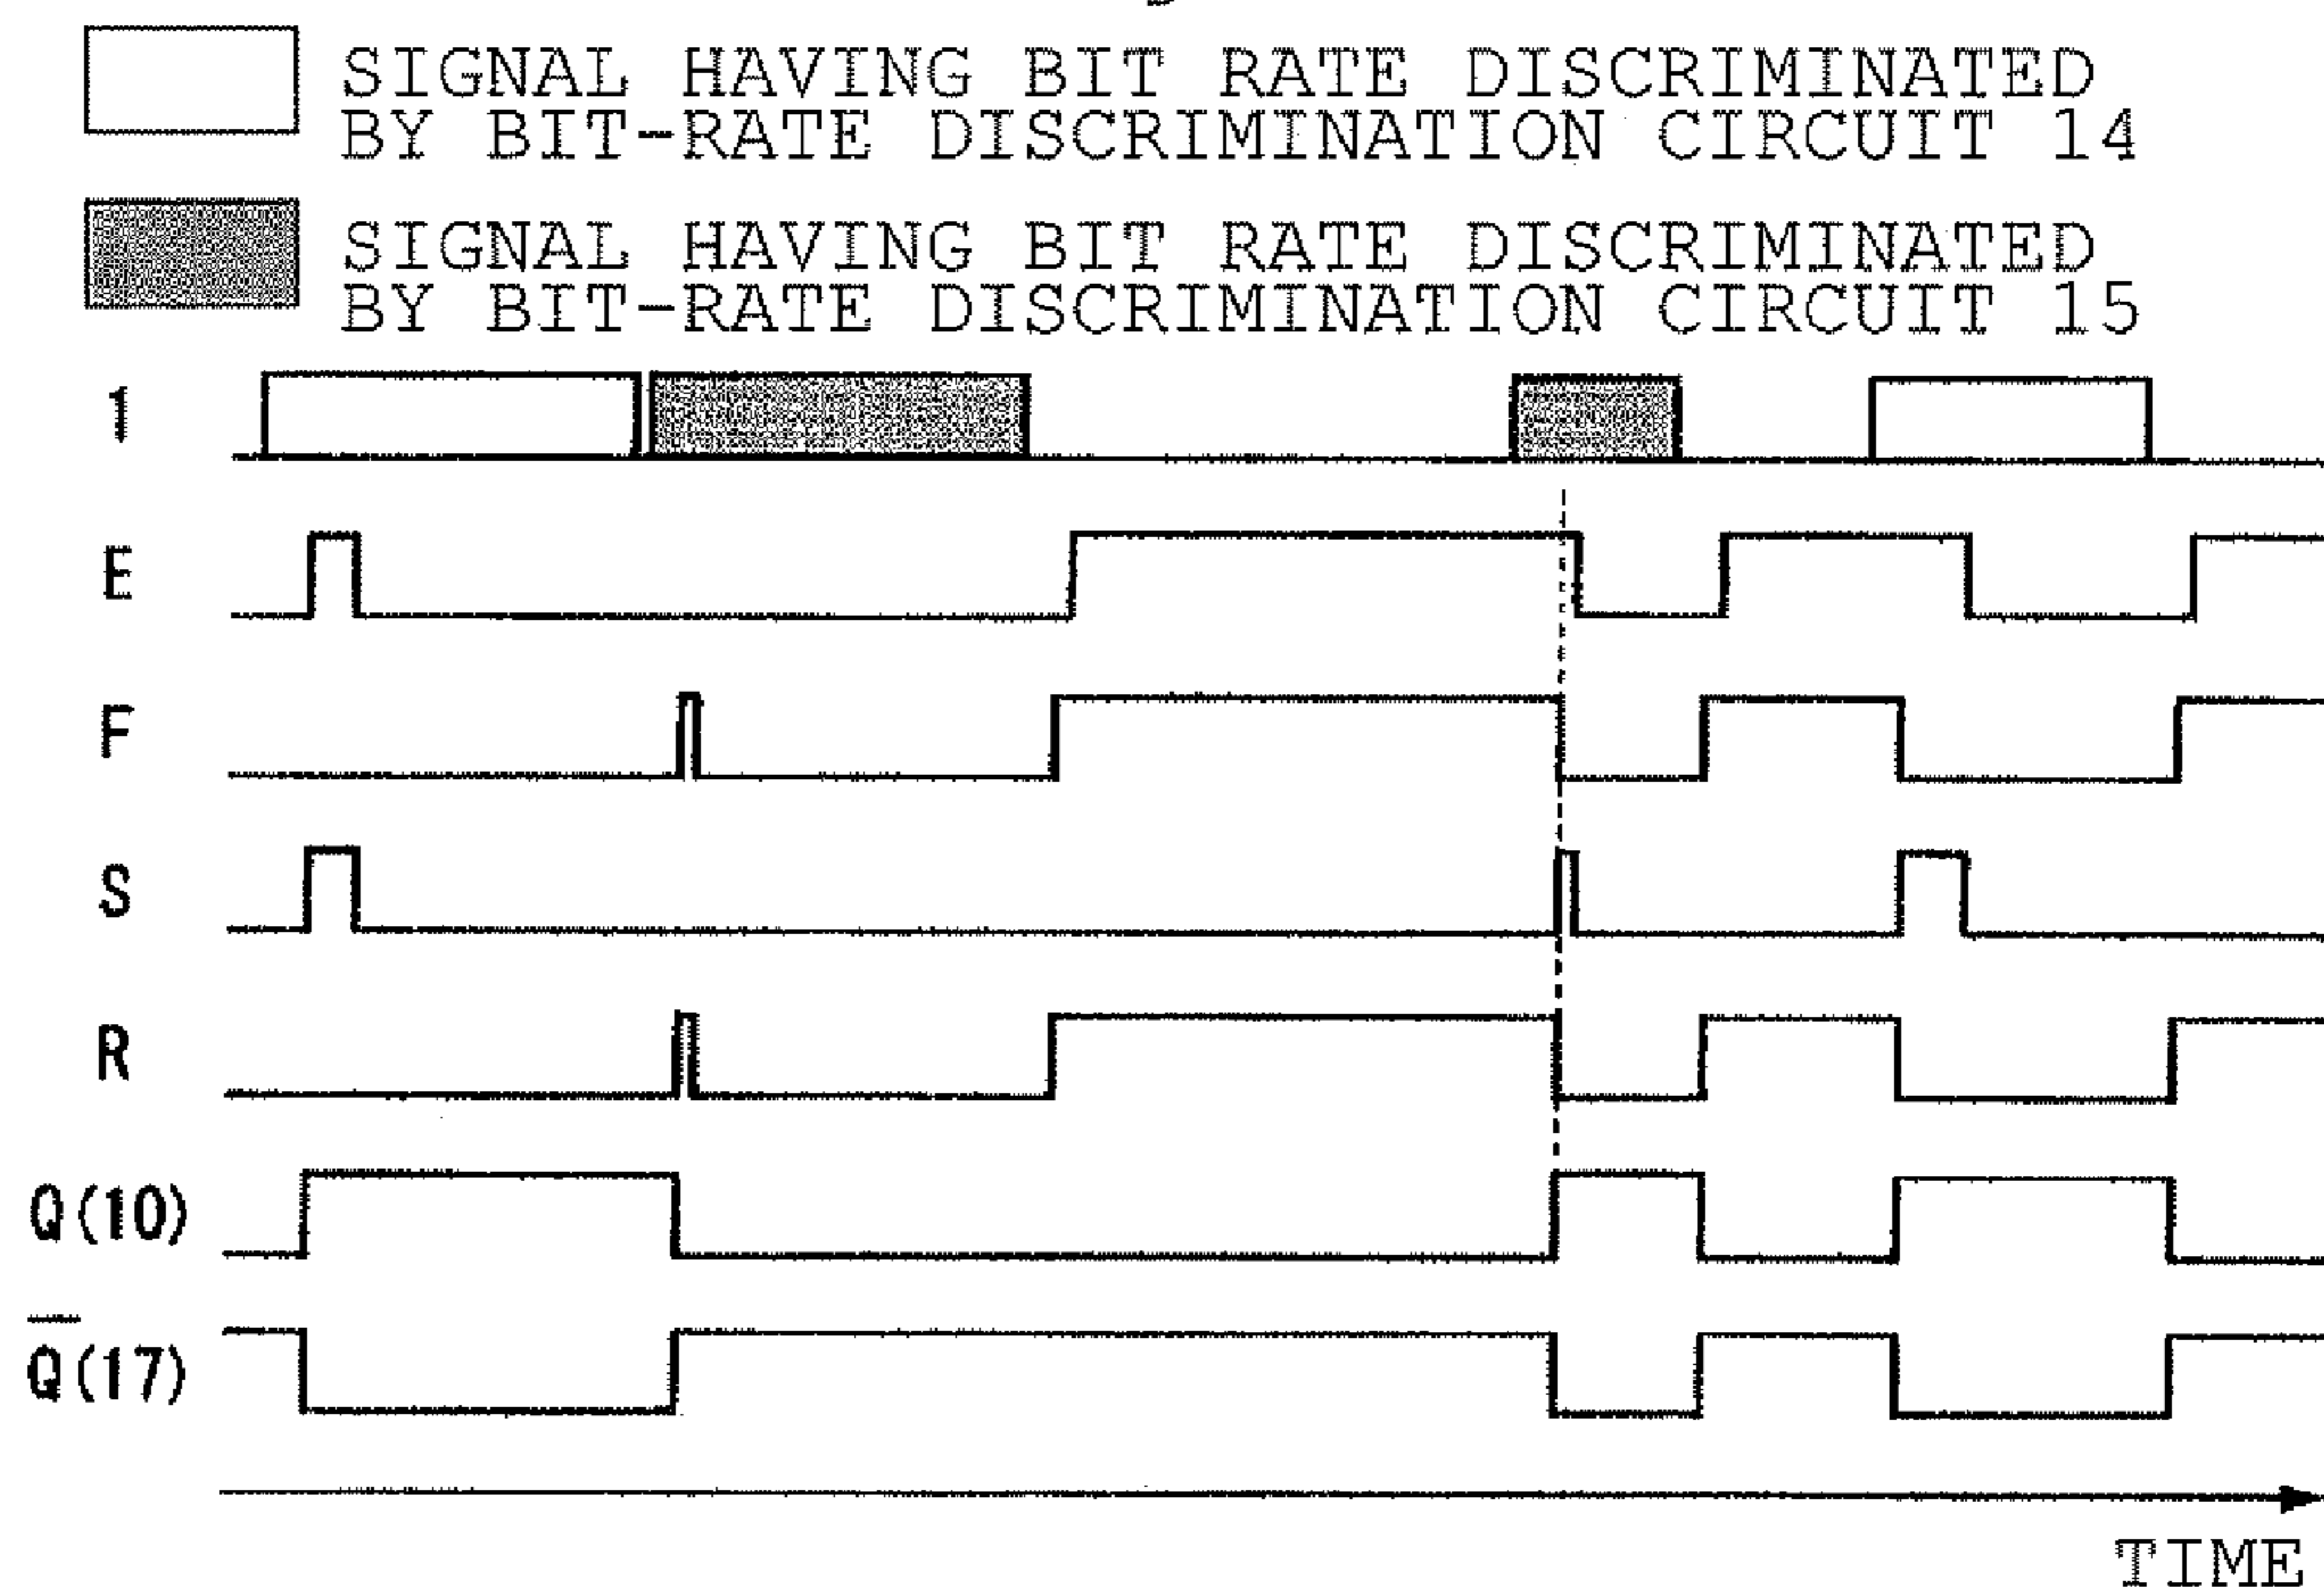 SIGNAL HAVING BIT RATE DISCRIMINATED
BY BIT-RATE DISCRIMINATION CIRCUIT 14
SIGNAL HAVING BIT RATE DISCRIMINATED
BY BIT-RATE DISCRIMINATION CIRCUIT 15
1
E
F
S
R
Q(10)
Q̅(17)
TIME